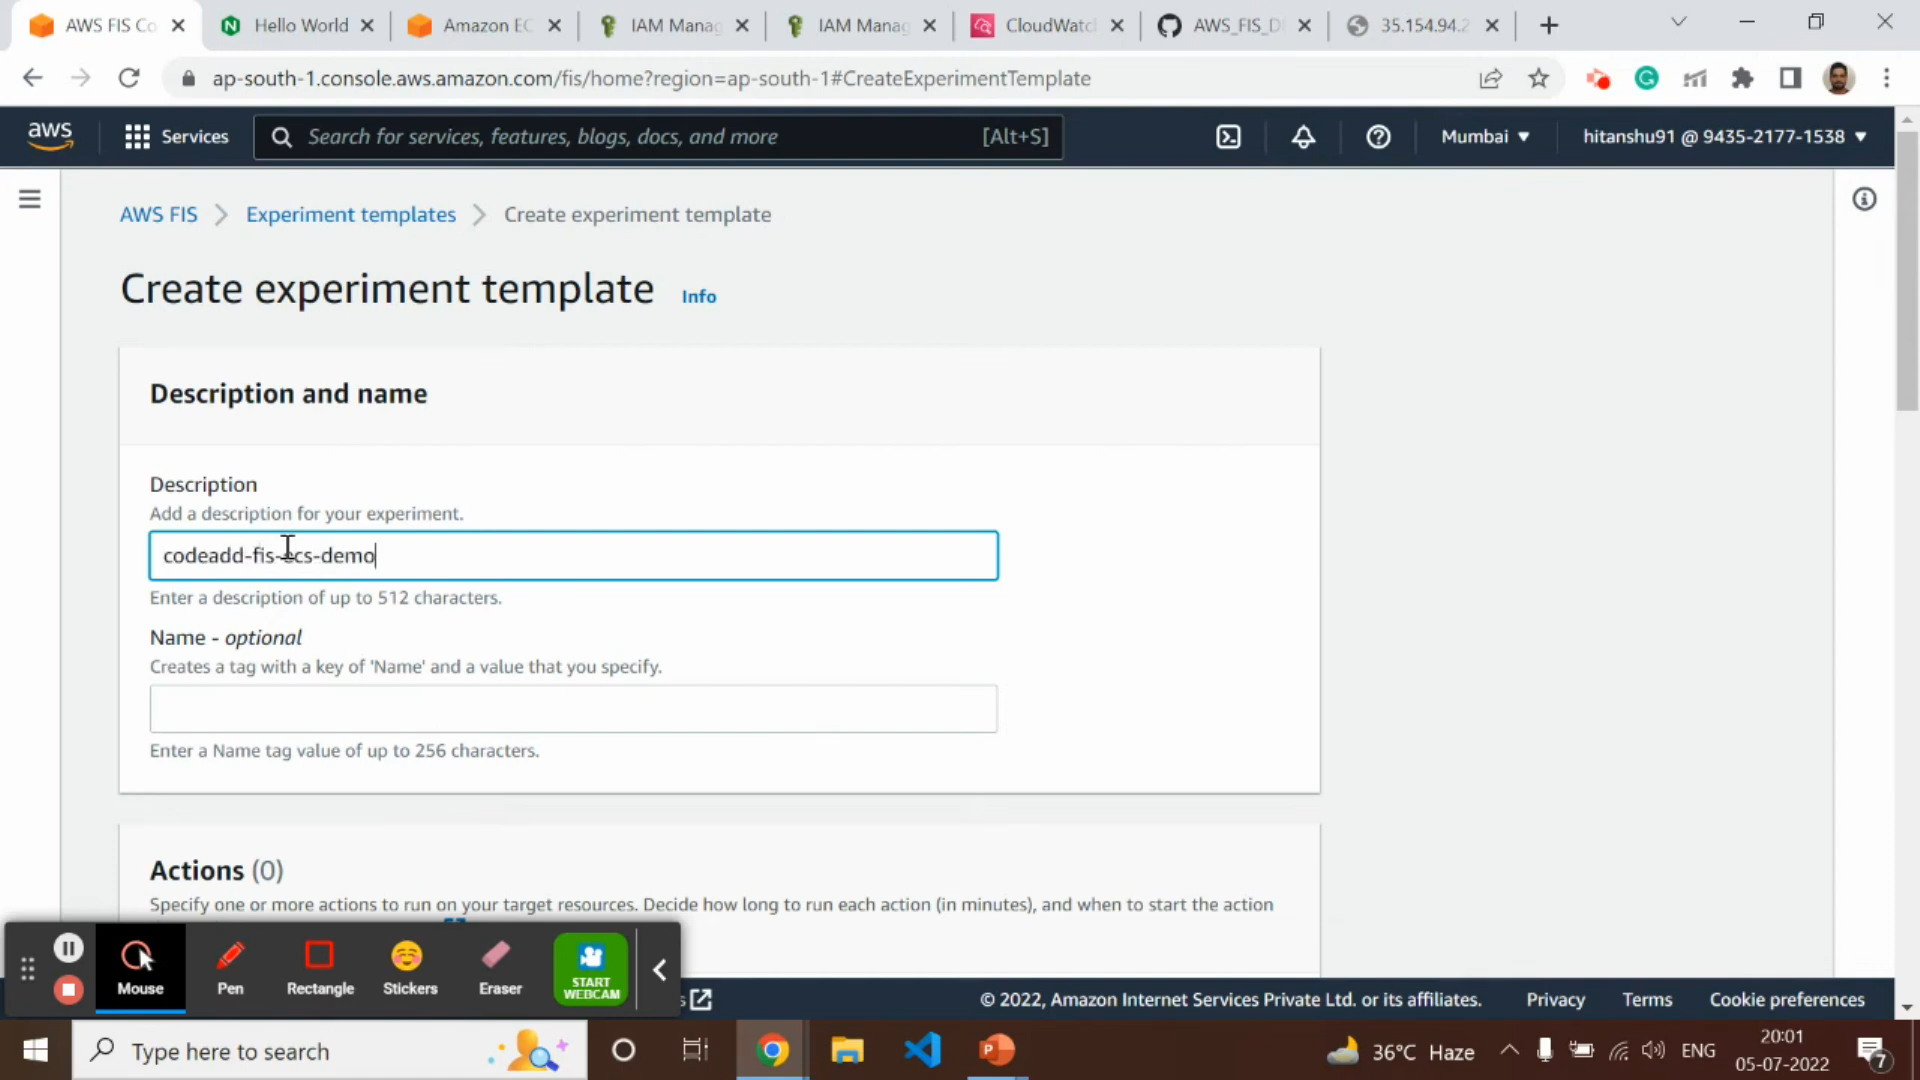 AWS FIS Co
Hello World
Amazon EC
IAM Manag
IAM Manag
CloudWatc
AWS_FIS_D
35.154.94.2
ap-south-1.console.aws.amazon.com/fis/home?region=ap-south-1#CreateExperimentTemplate
aws
Services
Search for services, features, blogs, docs, and more
[Alt+S]
Mumbai
hitanshu91 @ 9435-2177-1538
AWS FIS
Experiment templates
Create experiment template
Create experiment template
Info
Description and name
Description
Add a description for your experiment.
codeadd-fis-ecs-demo
Enter a description of up to 512 characters.
Name - optional
Creates a tag with a key of 'Name' and a value that you specify.
Enter a Name tag value of up to 256 characters.
Actions (0)
Specify one or more actions to run on your target resources. Decide how long to run each action (in minutes), and when to start the action
Mouse
Pen
Rectangle
Stickers
Eraser
START
WEBCAM
© 2022, Amazon Internet Services Private Ltd. or its affiliates.
Privacy
Terms
Cookie preferences
Type here to search
36°C Haze
ENG
20:01
05-07-2022
7